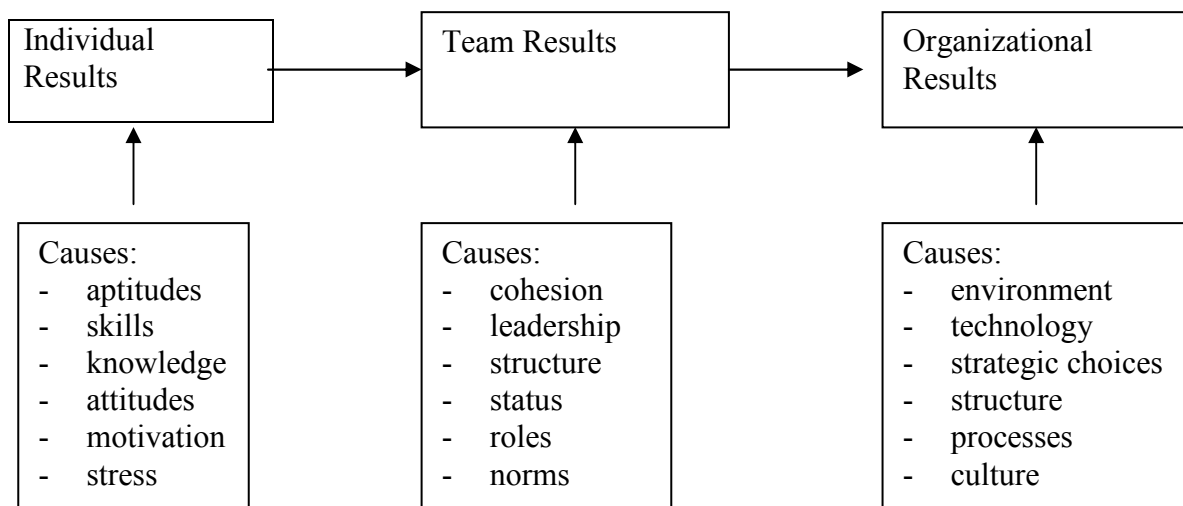 Individual
Results
Team Results
Organizational
Results
Causes:
- aptitudes
- skills
- knowledge
- attitudes
- motivation
- stress
Causes:
- cohesion
- leadership
- structure
- status
- roles
- norms
Causes:
- environment
- technology
- strategic choices
- structure
- processes
- culture